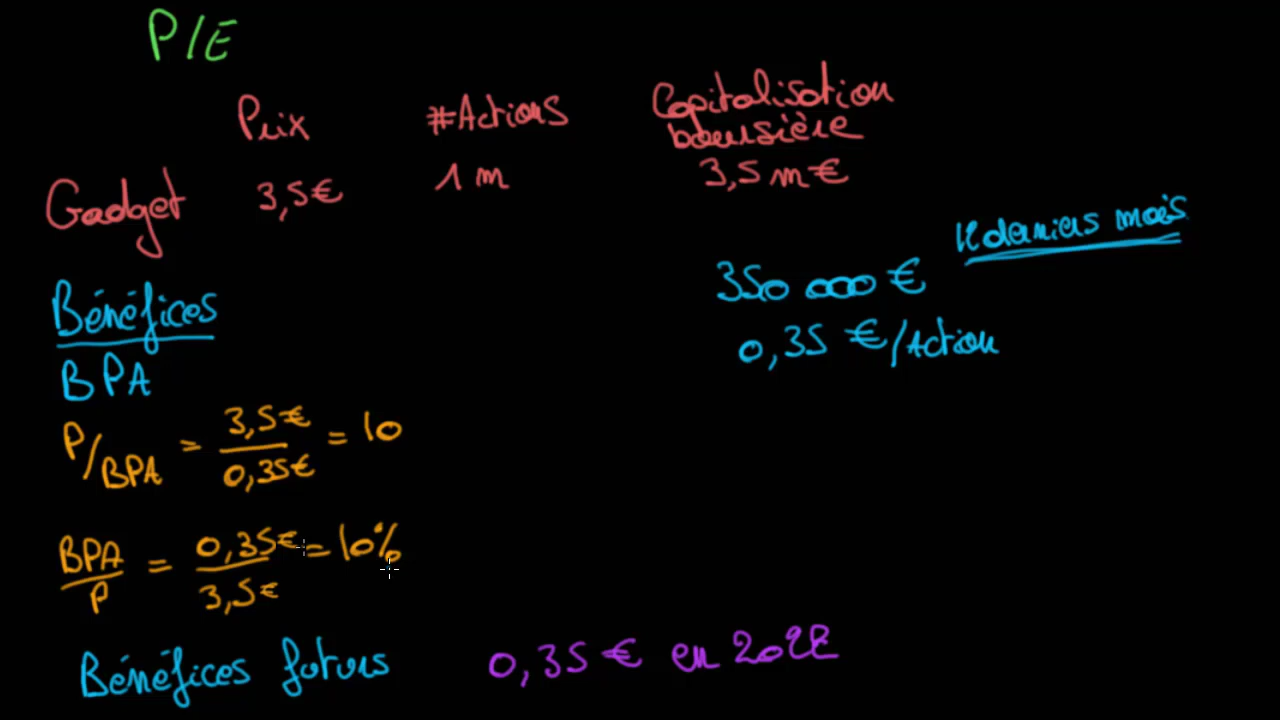 P/E
Prix #Actions Capitalisation boursière
Gadget 3,5€ 1 m 3,5 m €
12 derniers mois
Bénéfices 350 000 €
BPA 0,35 €/Action
P/BPA = 3,5€/0,35€ = 10
BPA/P = 0,35€/3,5€ = 10%
Bénéfices futurs 0,35 € en 2022